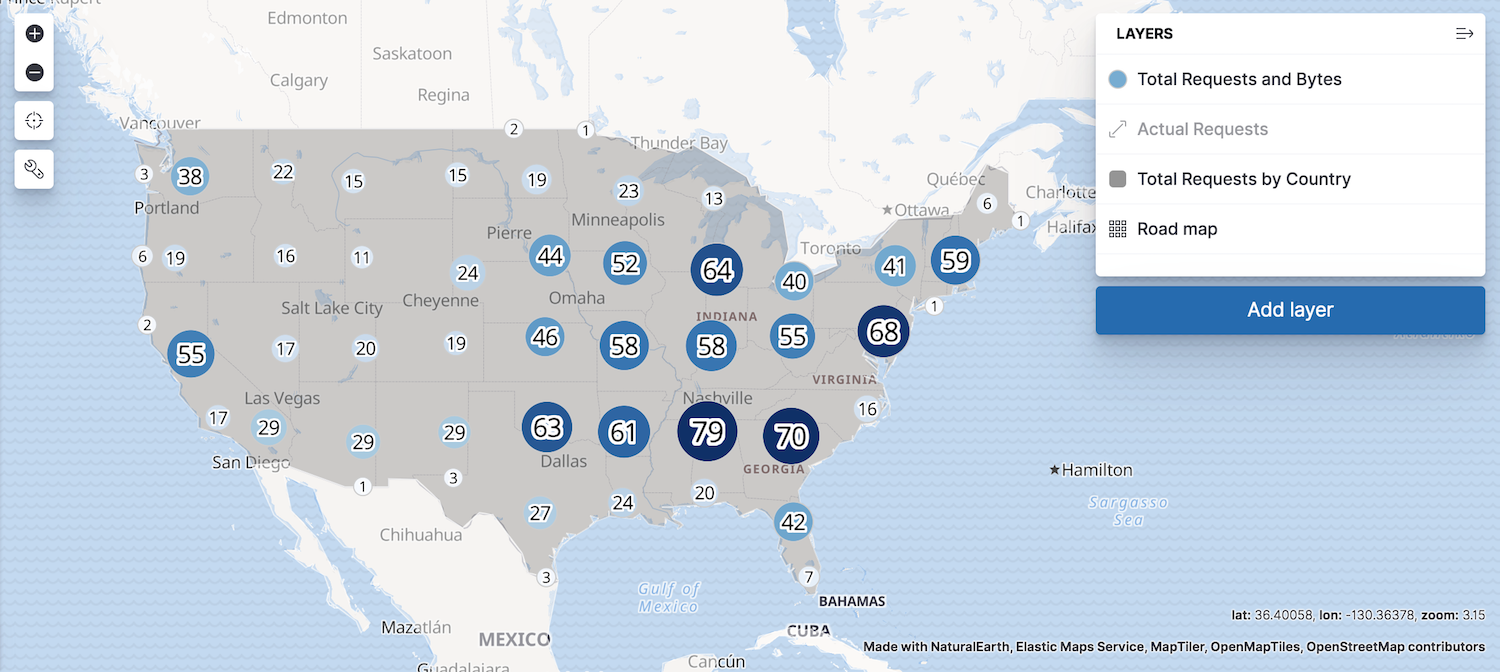 Edmonton
Saskatoon
Calgary
Regina
Vancouver
2
1
Thunder Bay
3
38
22
15
15
19
23
13
Québec
6
Charlotte
Portland
Minneapolis
Ottawa
1
Halifax
Pierre
Toronto
6
19
16
11
24
44
52
64
40
41
59
Salt Lake City
Cheyenne
Omaha
INDIANA
1
2
55
17
20
19
46
58
58
55
68
VIRGINIA
Las Vegas
Nashville
17
29
29
29
63
61
79
70
16
San Diego
Dallas
GEORGIA
Hamilton
1
3
27
24
20
42
Sargasso
Sea
Chihuahua
3
7
Gulf of
Mexico
BAHAMAS
Mazatlán
MEXICO
CUBA
Cancún
Guadalajara
LAYERS
Total Requests and Bytes
Actual Requests
Total Requests by Country
Road map
Add layer
lat: 36.40058, lon: -130.36378, zoom: 3.15
Made with NaturalEarth, Elastic Maps Service, MapTiler, OpenMapTiles, OpenStreetMap contributors